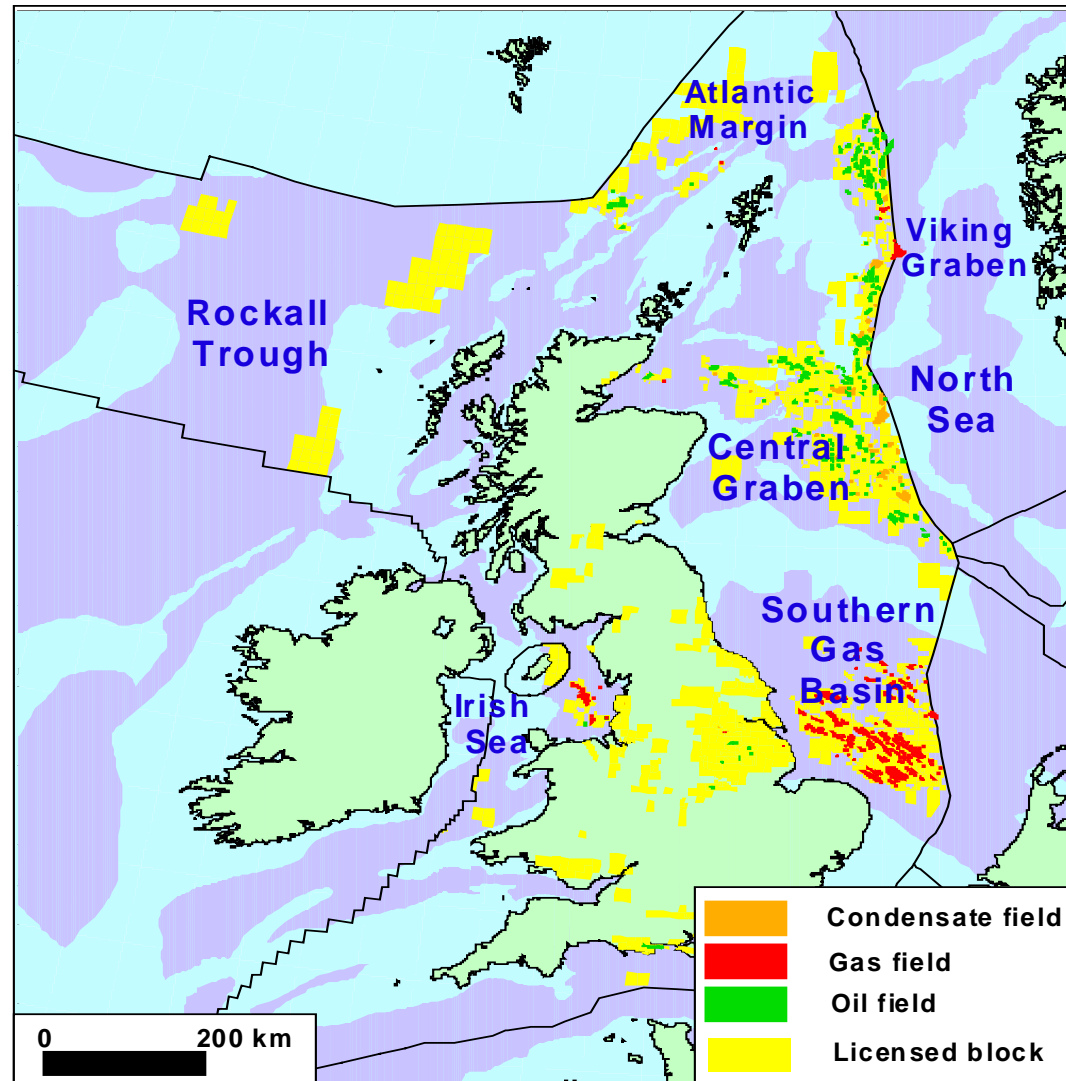 Atlantic
Margin
Viking
Graben
Rockall
Trough
North
Sea
Central
Graben
Southern
Gas
Basin
Irish
Sea
Condensate field
Gas field
Oil field
Licensed block
0 200 km